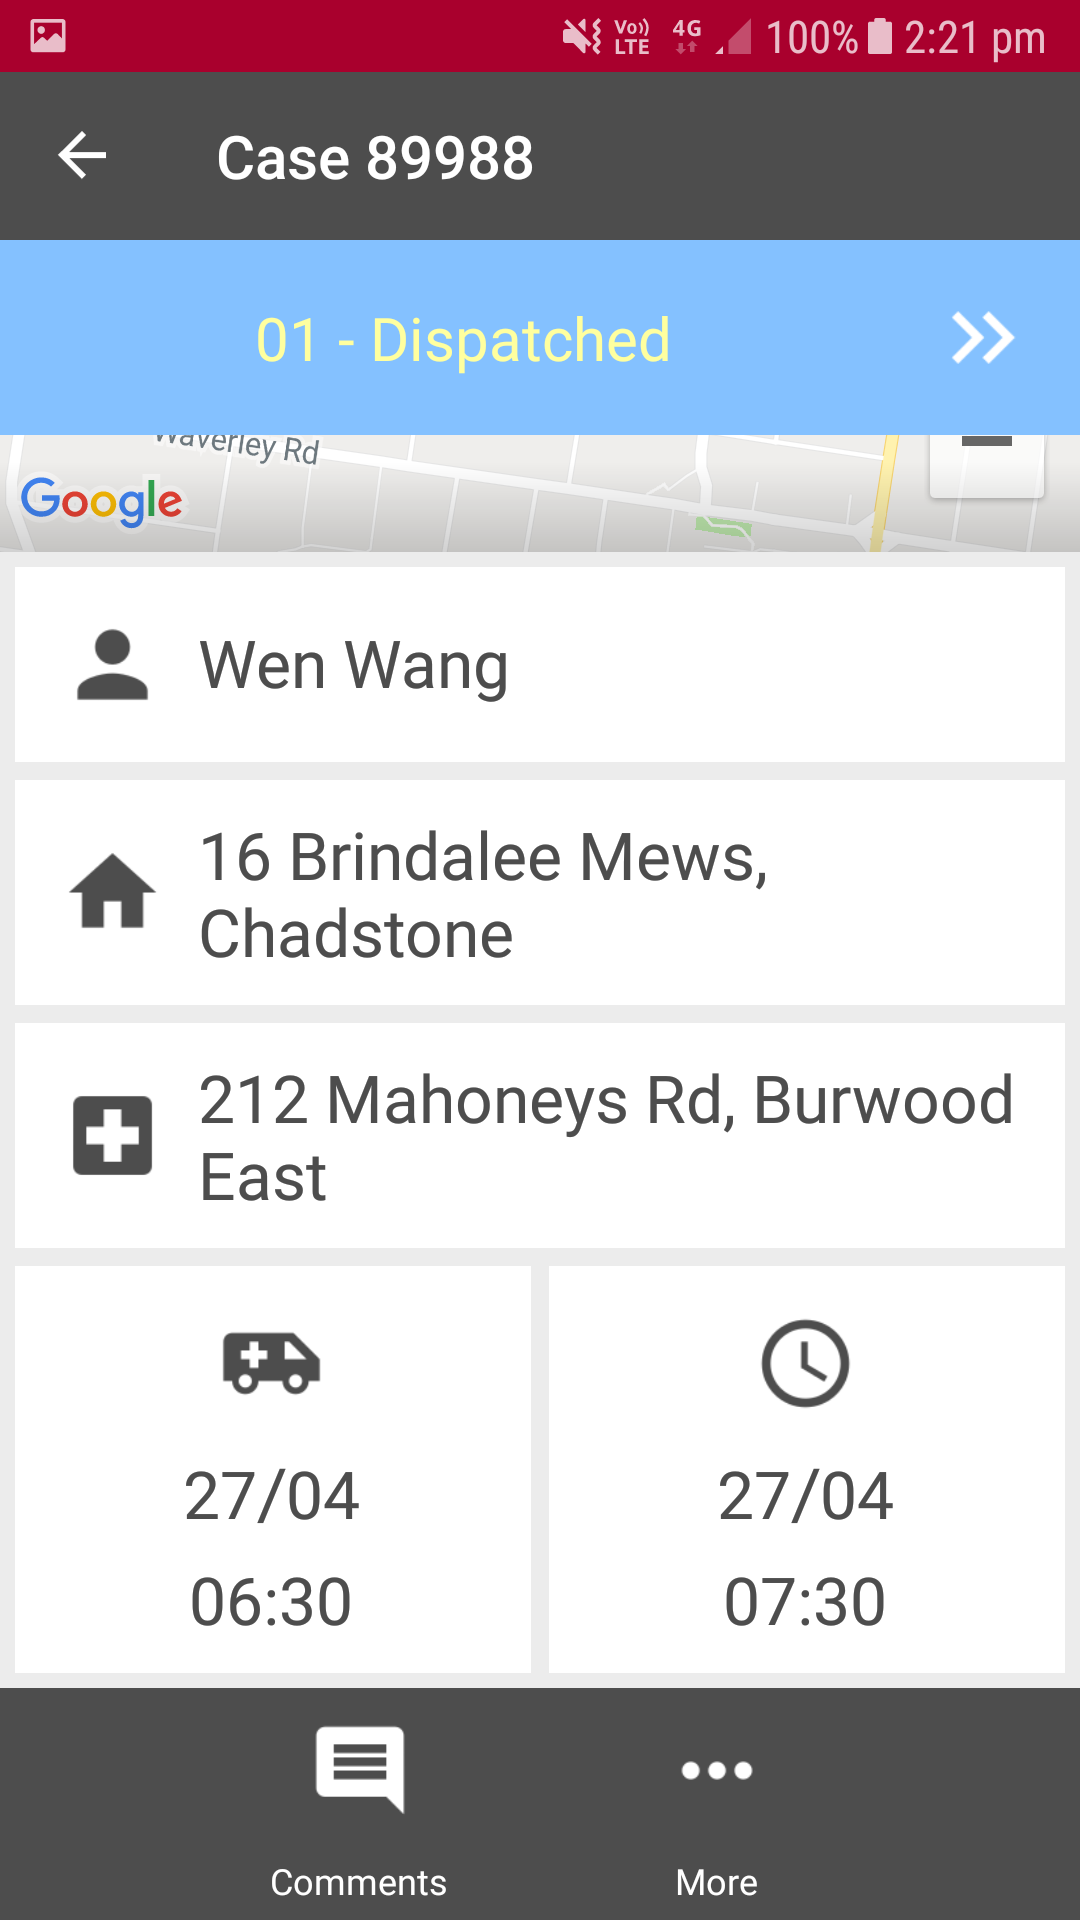 Vo)) LTE 4G 100% 2:21 pm
Case 89988
01 - Dispatched
Waverley Rd
Google
Wen Wang
16 Brindalee Mews,
Chadstone
212 Mahoneys Rd, Burwood
East
27/04 27/04
06:30 07:30
Comments More